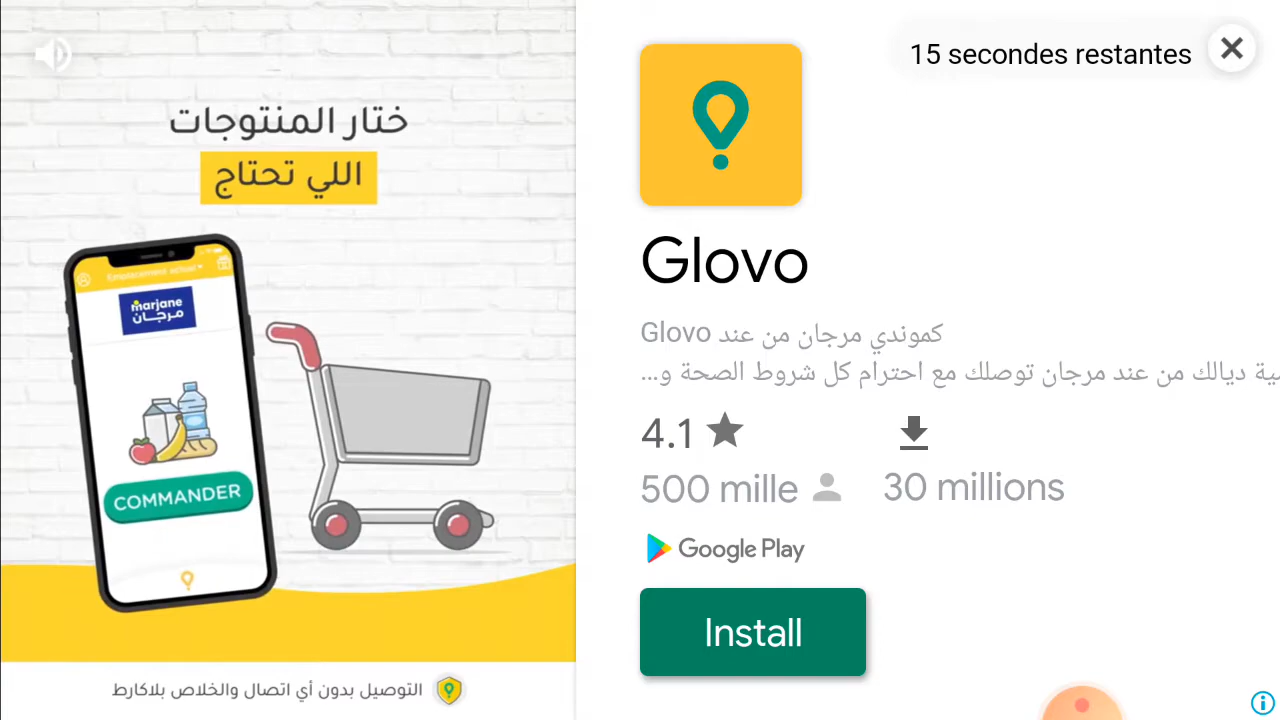 ختار المنتوجات
اللي تحتاج
Emplacement actuel
marjane
مرجان
COMMANDER
التوصيل بدون أي اتصال والخلاص بلاكارط
15 secondes restantes
Glovo
كموندي مرجان من عند Glovo
ية ديالك من عند مرجان توصلك مع احترام كل شروط الصحة و...
4.1
500 mille
30 millions
Google Play
Install